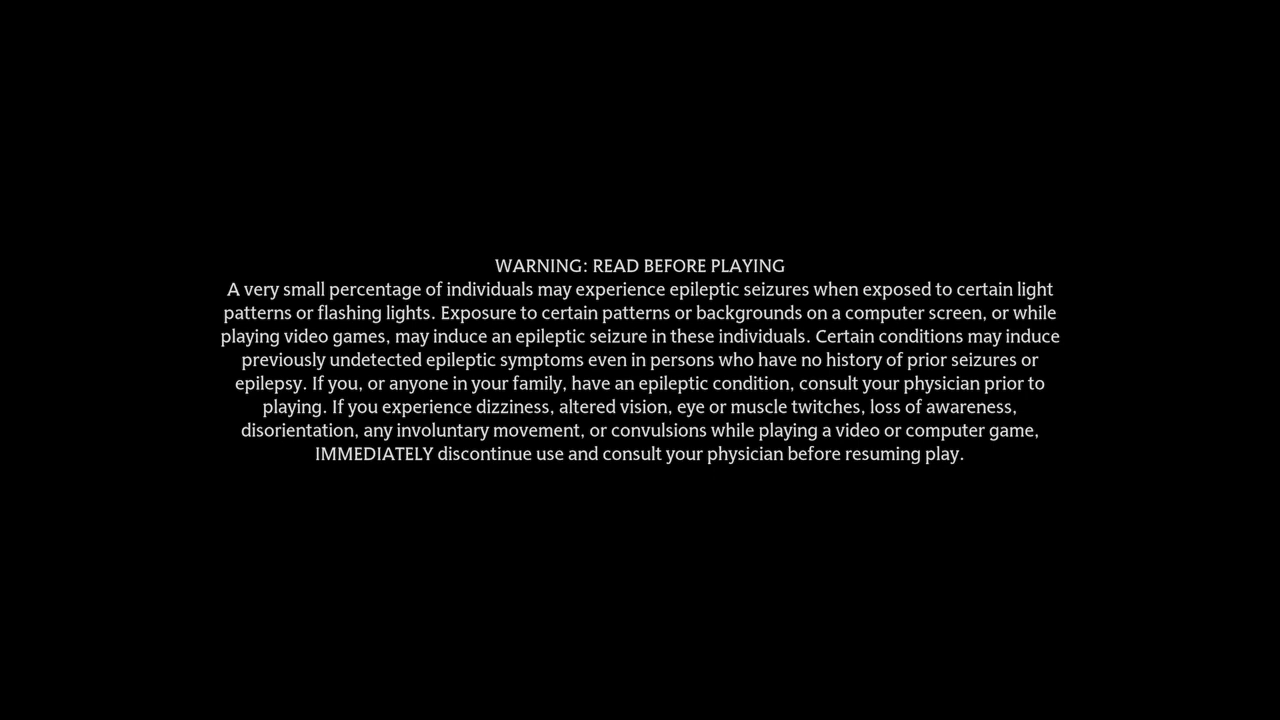 WARNING: READ BEFORE PLAYING
A very small percentage of individuals may experience epileptic seizures when exposed to certain light
patterns or flashing lights. Exposure to certain patterns or backgrounds on a computer screen, or while
playing video games, may induce an epileptic seizure in these individuals. Certain conditions may induce
previously undetected epileptic symptoms even in persons who have no history of prior seizures or
epilepsy. If you, or anyone in your family, have an epileptic condition, consult your physician prior to
playing. If you experience dizziness, altered vision, eye or muscle twitches, loss of awareness,
disorientation, any involuntary movement, or convulsions while playing a video or computer game,
IMMEDIATELY discontinue use and consult your physician before resuming play.